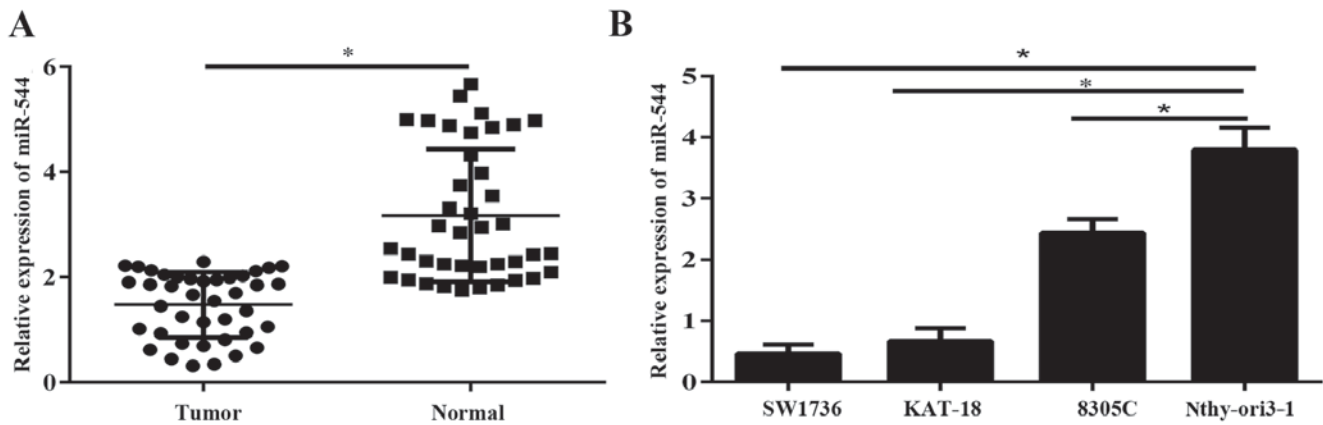 A
*
Relative expression of miR-544
6
4
2
0
Tumor
Normal
B
*
*
*
Relative expression of miR-544
5
4
3
2
1
0
SW1736
KAT-18
8305C
Nthy-ori3-1